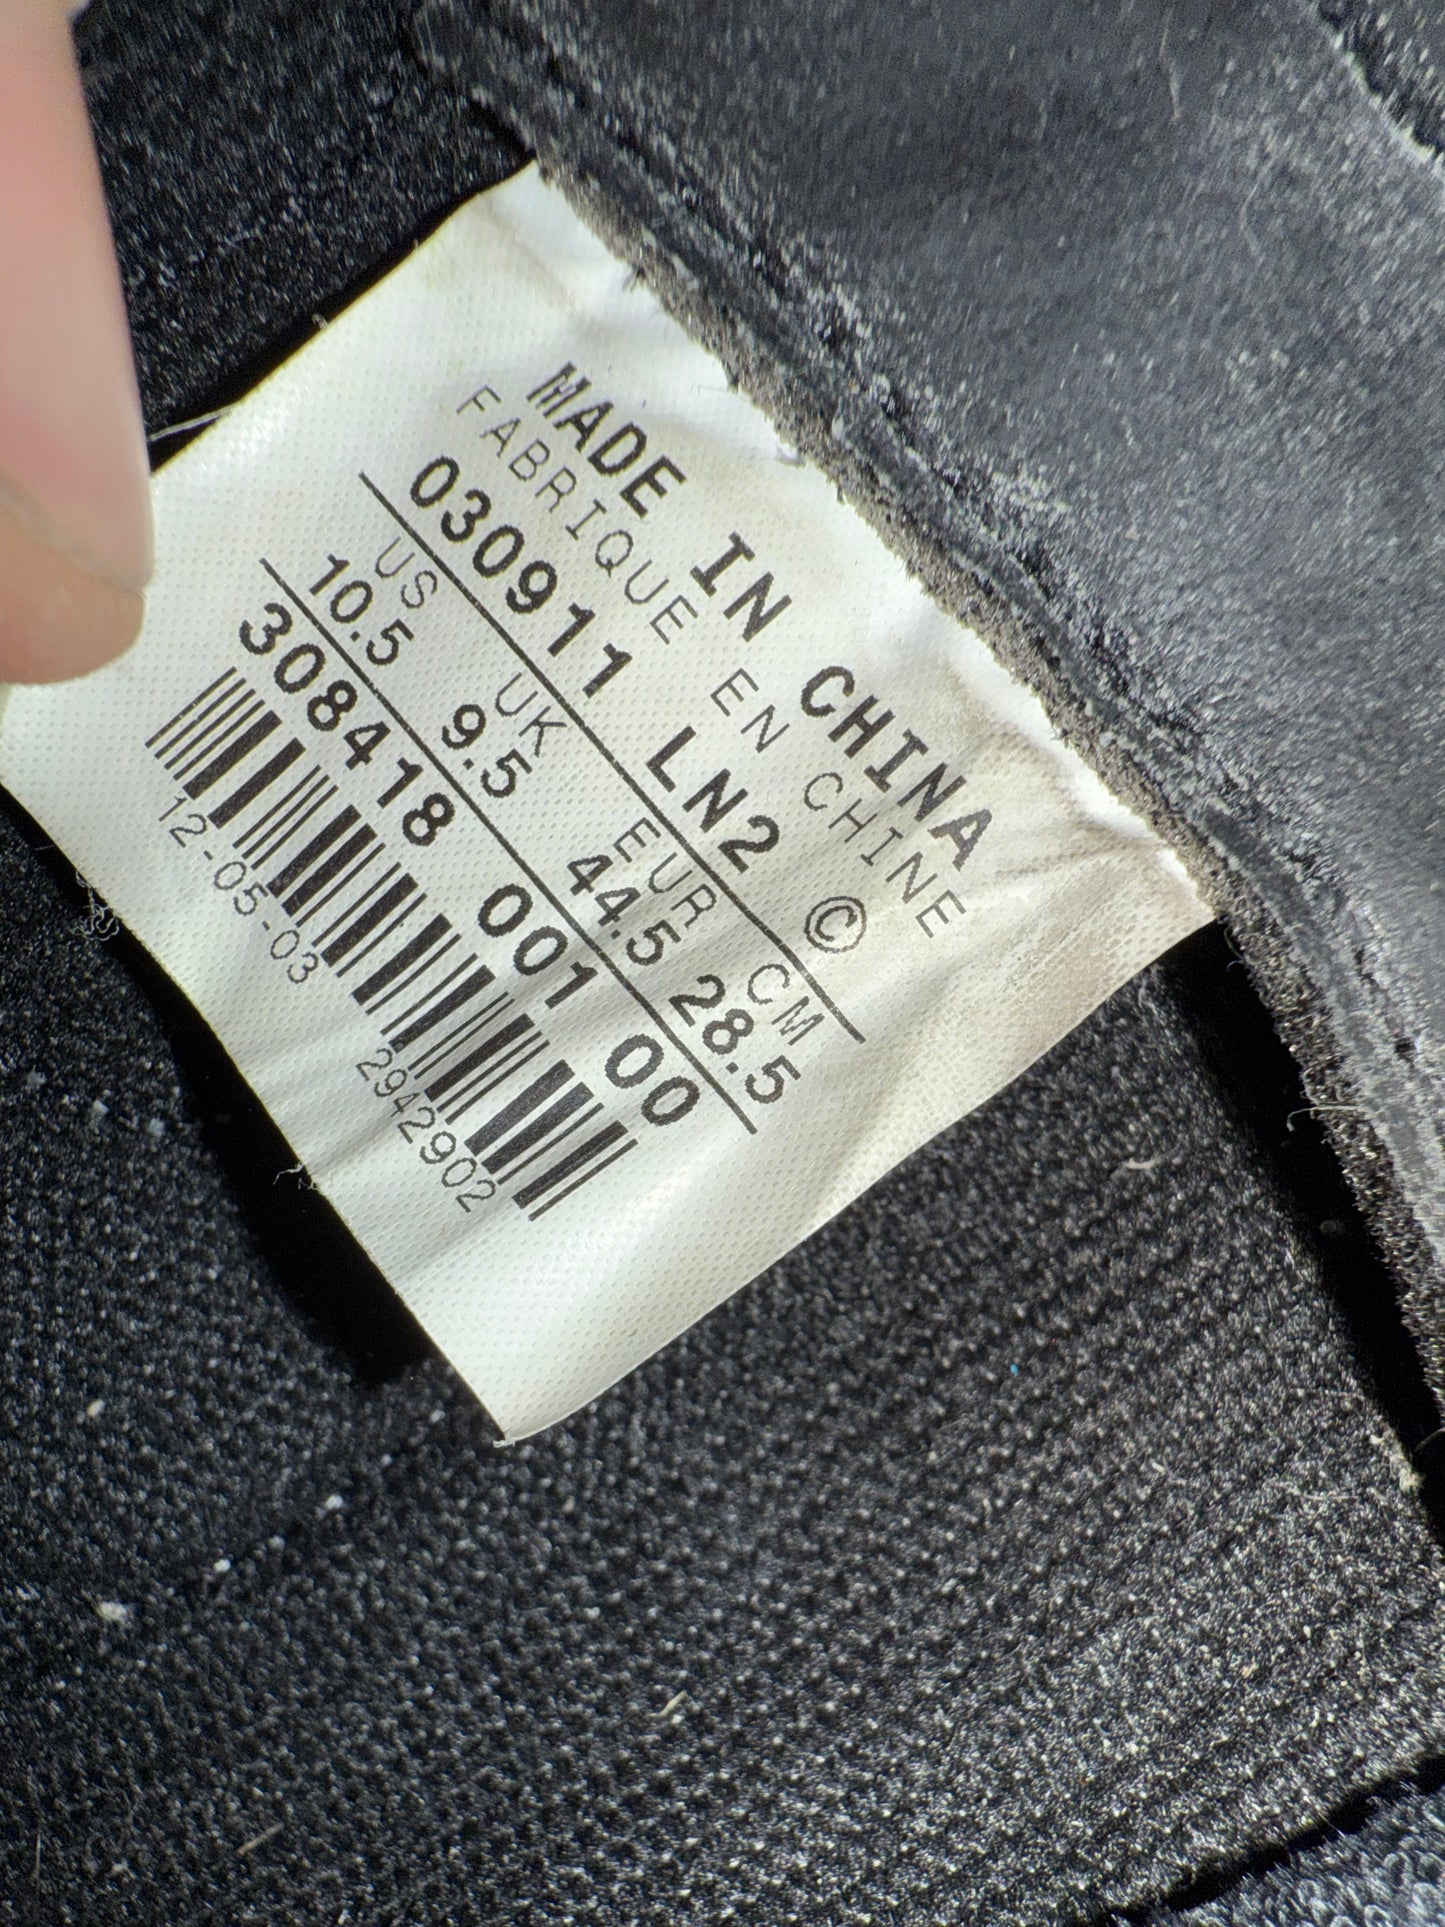 MADE IN CHINA
FABRIQUE EN CHINE
030911 LN2 ©
US UK EUR CM
10.5 9.5 44.5 28.5
308418 001 00
12-05-03 2942902